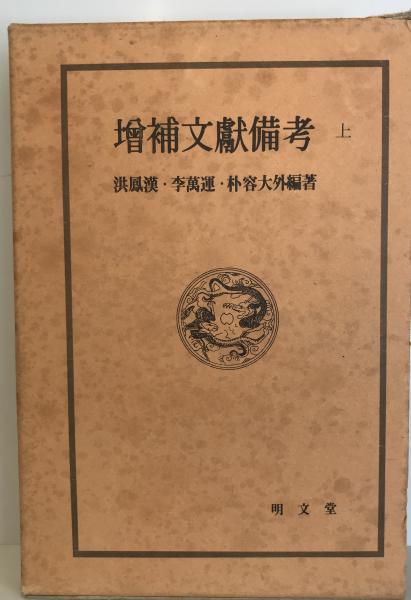 增補文獻備考 上
洪鳳漢·李萬運·朴容大外編著
明文堂